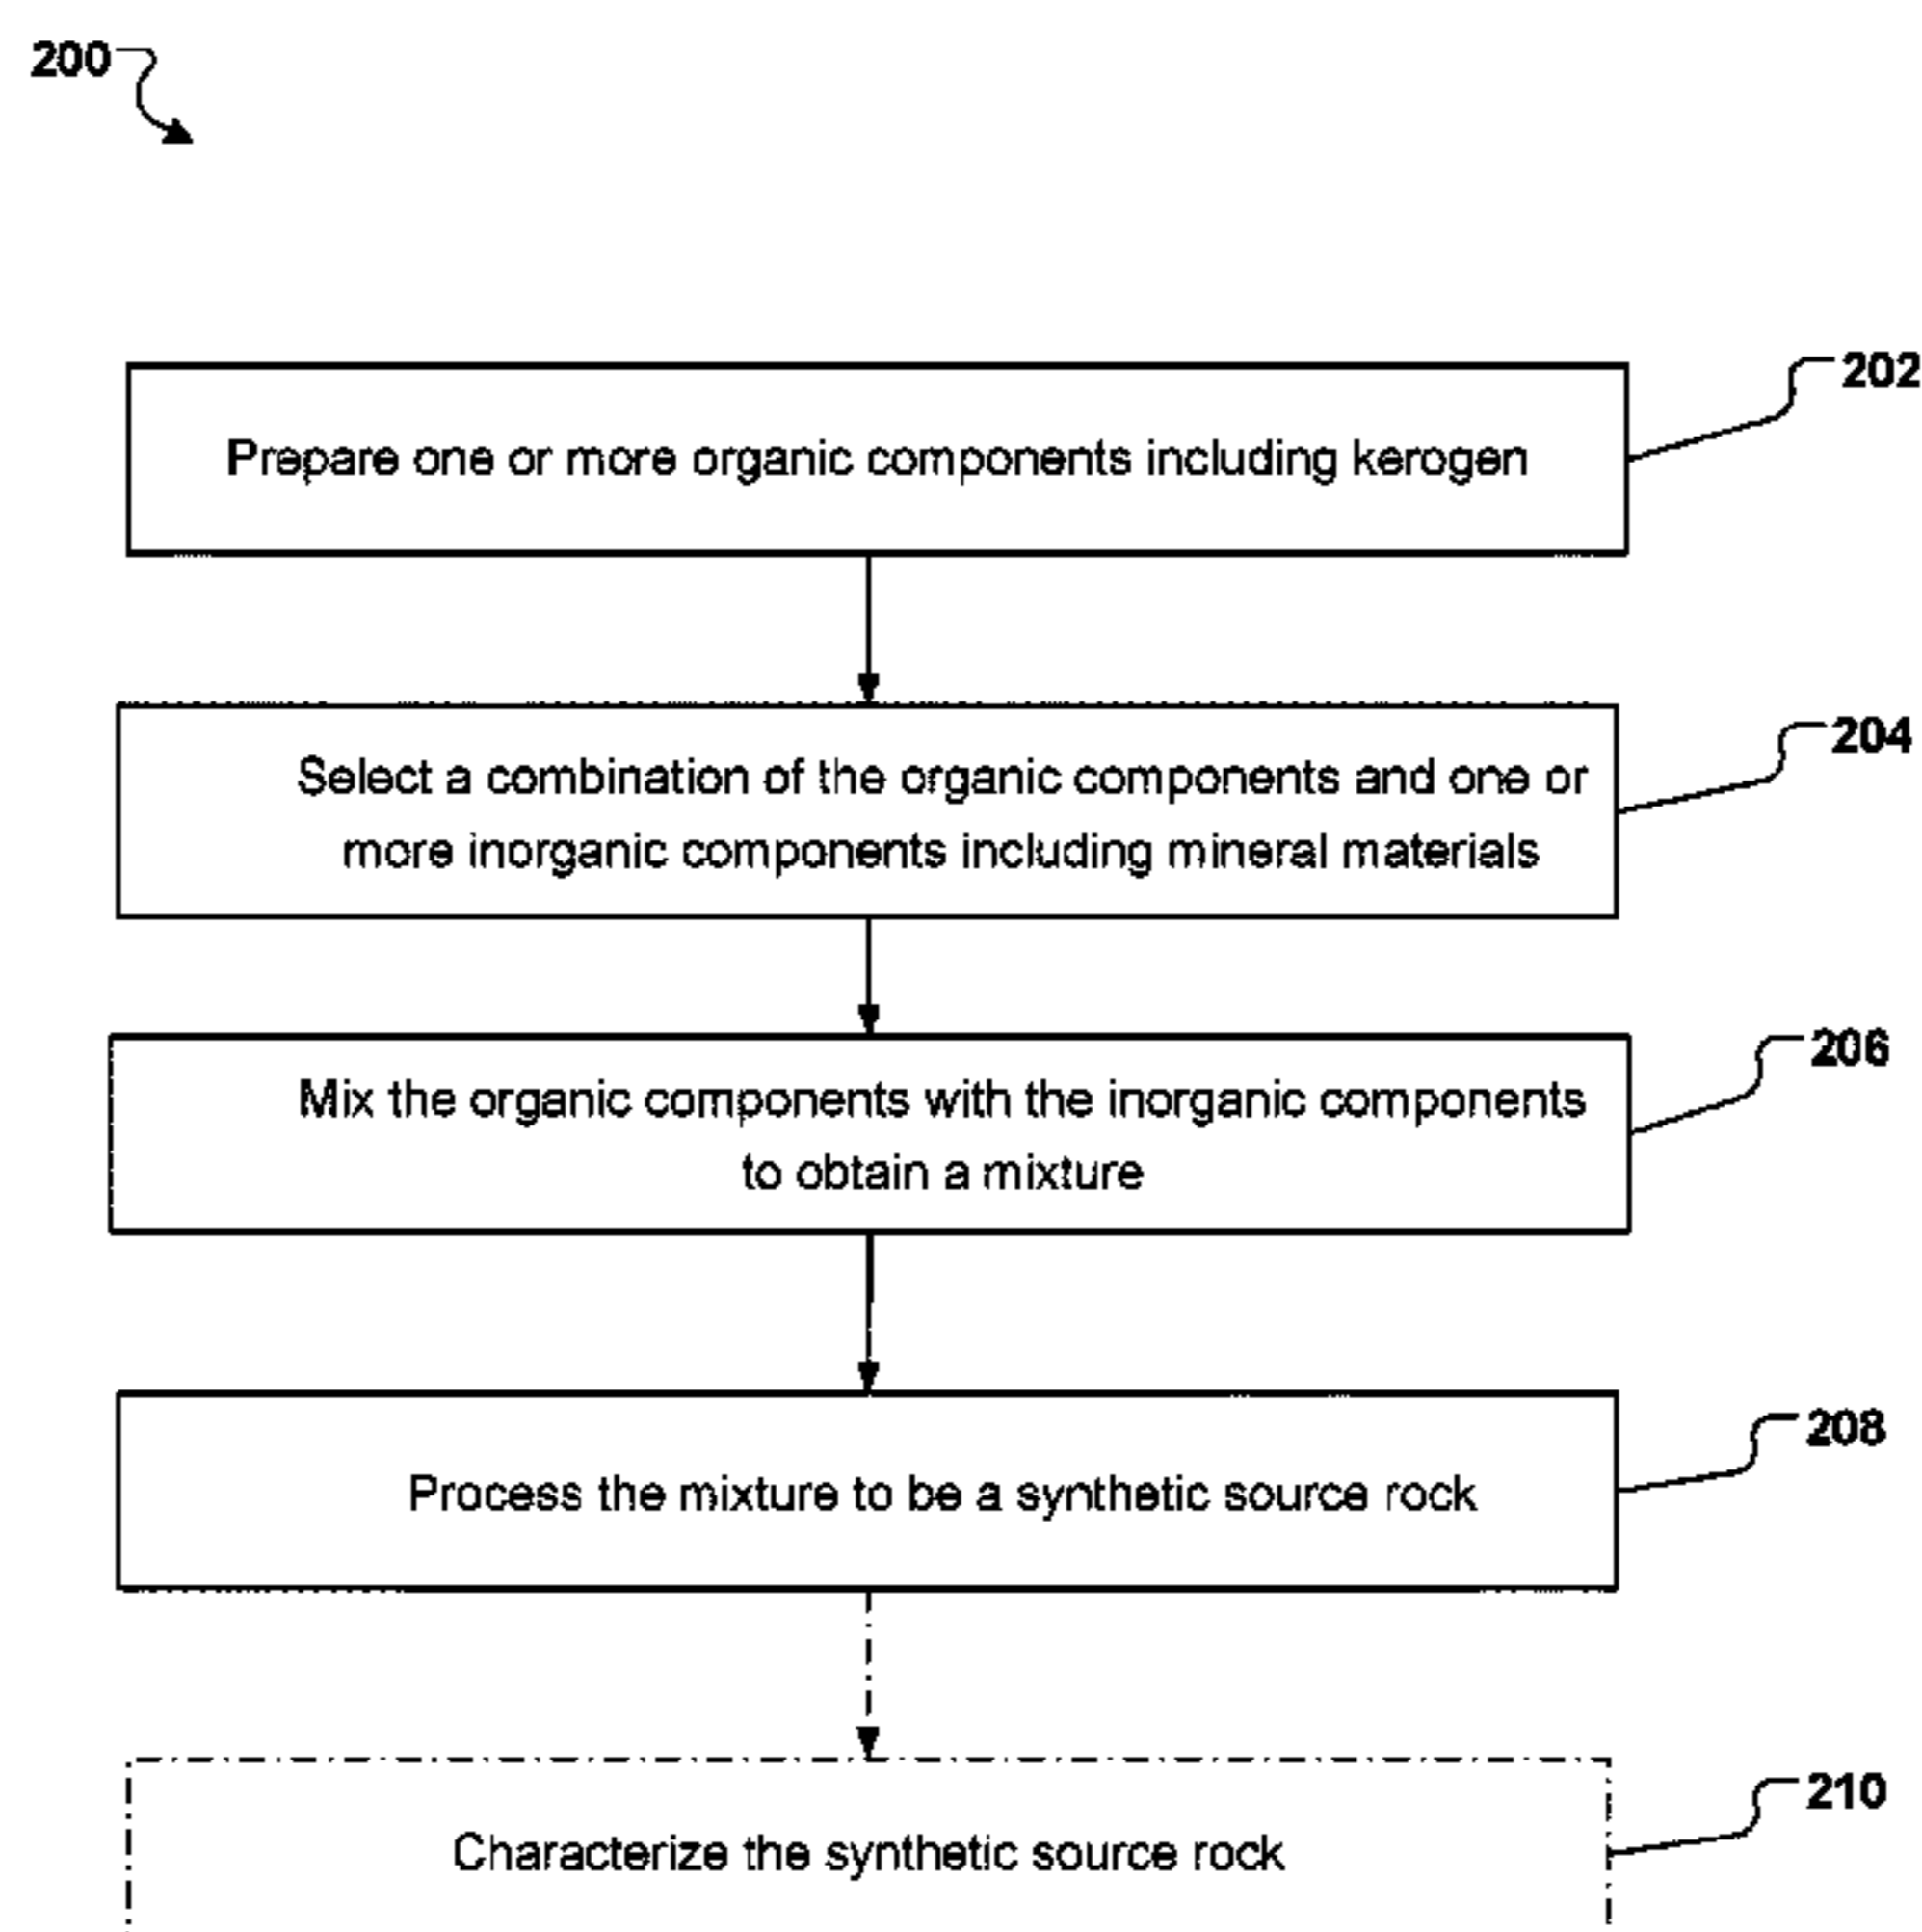 200
202
Prepare one or more organic components including kerogen
204
Select a combination of the organic components and one or
more inorganic components including mineral materials
206
Mix the organic components with the inorganic components
to obtain a mixture
208
Process the mixture to be a synthetic source rock
210
Characterize the synthetic source rock